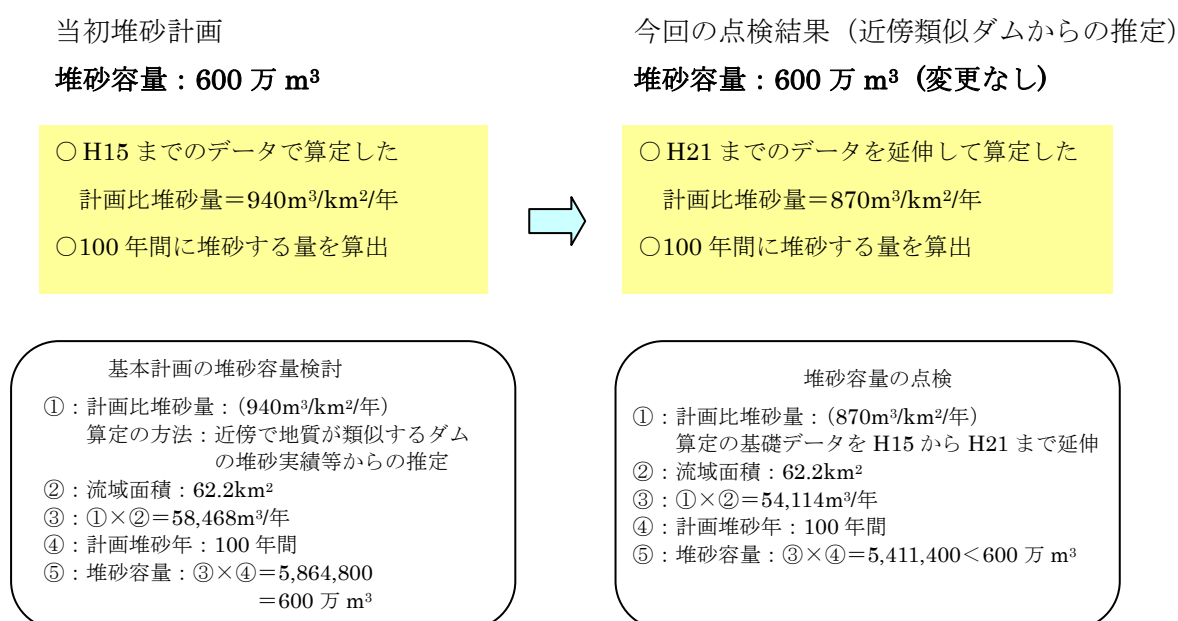 当初堆砂計画
堆砂容量：600 万 m³
○H15 までのデータで算定した
計画比堆砂量＝940m³/km²/年
○100 年間に堆砂する量を算出
基本計画の堆砂容量検討
①：計画比堆砂量：（940m³/km²/年）
算定の方法：近傍で地質が類似するダム
の堆砂実績等からの推定
②：流域面積：62.2km²
③：①×②＝58,468m³/年
④：計画堆砂年：100 年間
⑤：堆砂容量：③×④＝5,864,800
＝600 万 m³
今回の点検結果（近傍類似ダムからの推定）
堆砂容量：600 万 m³（変更なし）
○H21 までのデータを延伸して算定した
計画比堆砂量＝870m³/km²/年
○100 年間に堆砂する量を算出
堆砂容量の点検
①：計画比堆砂量：（870m³/km²/年）
算定の基礎データを H15 から H21 まで延伸
②：流域面積：62.2km²
③：①×②＝54,114m³/年
④：計画堆砂年：100 年間
⑤：堆砂容量：③×④＝5,411,400＜600 万 m³